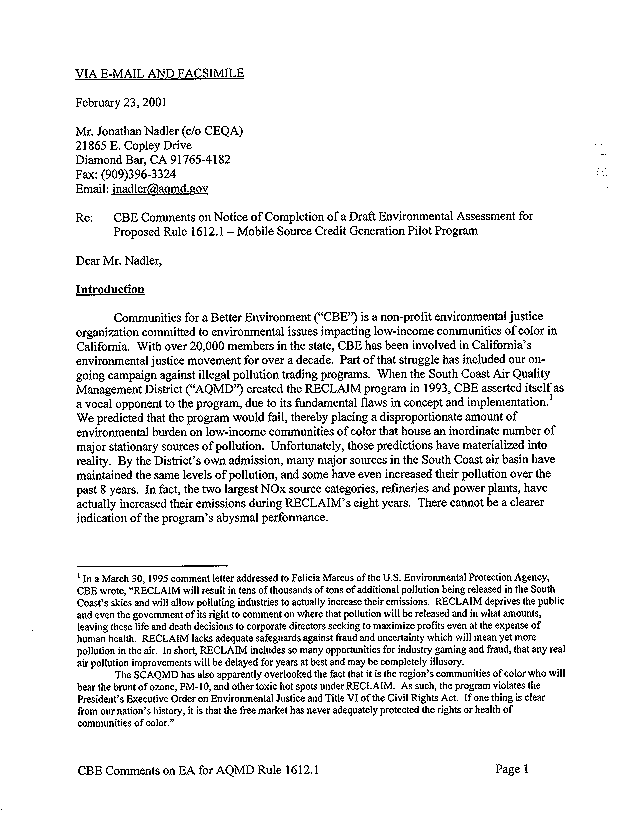 VIA E-MAIL AND FACSIMILE
February 23, 2001
Mr. Jonathan Nadler (c/o CEQA)
21865 E. Copley Drive
Diamond Bar, CA 91765-4182
Fax: (909)396-3324
Email: jnadler@aqmd.gov
Re: CBE Comments on Notice of Completion of a Draft Environmental Assessment for
Proposed Rule 1612.1 – Mobile Source Credit Generation Pilot Program
Dear Mr. Nadler,
Introduction
Communities for a Better Environment ("CBE") is a non-profit environmental justice
organization committed to environmental issues impacting low-income communities of color in
California. With over 20,000 members in the state, CBE has been involved in California's
environmental justice movement for over a decade. Part of that struggle has included our on-
going campaign against illegal pollution trading programs. When the South Coast Air Quality
Management District ("AQMD") created the RECLAIM program in 1993, CBE asserted itself as
a vocal opponent to the program, due to its fundamental flaws in concept and implementation.1
We predicted that the program would fail, thereby placing a disproportionate amount of
environmental burden on low-income communities of color that house an inordinate number of
major stationary sources of pollution. Unfortunately, those predictions have materialized into
reality. By the District's own admission, many major sources in the South Coast air basin have
maintained the same levels of pollution, and some have even increased their pollution over the
past 8 years. In fact, the two largest NOx source categories, refineries and power plants, have
actually increased their emissions during RECLAIM's eight years. There cannot be a clearer
indication of the program's abysmal performance.
1 In a March 30, 1995 comment letter addressed to Felicia Marcus of the U.S. Environmental Protection Agency,
CBE wrote, "RECLAIM will result in tens of thousands of tons of additional pollution being released in the South
Coast's skies and will allow polluting industries to actually increase their emissions. RECLAIM deprives the public
and even the government of its right to comment on where that pollution will be released and in what amounts,
leaving these life and death decisions to corporate directors seeking to maximize profits even at the expense of
human health. RECLAIM lacks adequate safeguards against fraud and uncertainty which will mean yet more
pollution in the air. In short, RECLAIM includes so many opportunities for industry gaming and fraud, that any real
air pollution improvements will be delayed for years at best and may be completely illusory.
The SCAQMD has also apparently overlooked the fact that it is the region's communities of color who will
bear the brunt of ozone, PM-10, and other toxic hot spots under RECLAIM. As such, the program violates the
President's Executive Order on Environmental Justice and Title VI of the Civil Rights Act. If one thing is clear
from our nation's history, it is that the free market has never adequately protected the rights or health of
communities of color."
CBE Comments on EA for AQMD Rule 1612.1 Page 1